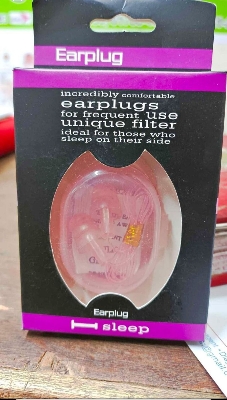 Earplug
incredibly comfortable
earplugs
for frequent use
unique filter
ideal for those who
sleep on their side
Earplug
sleep